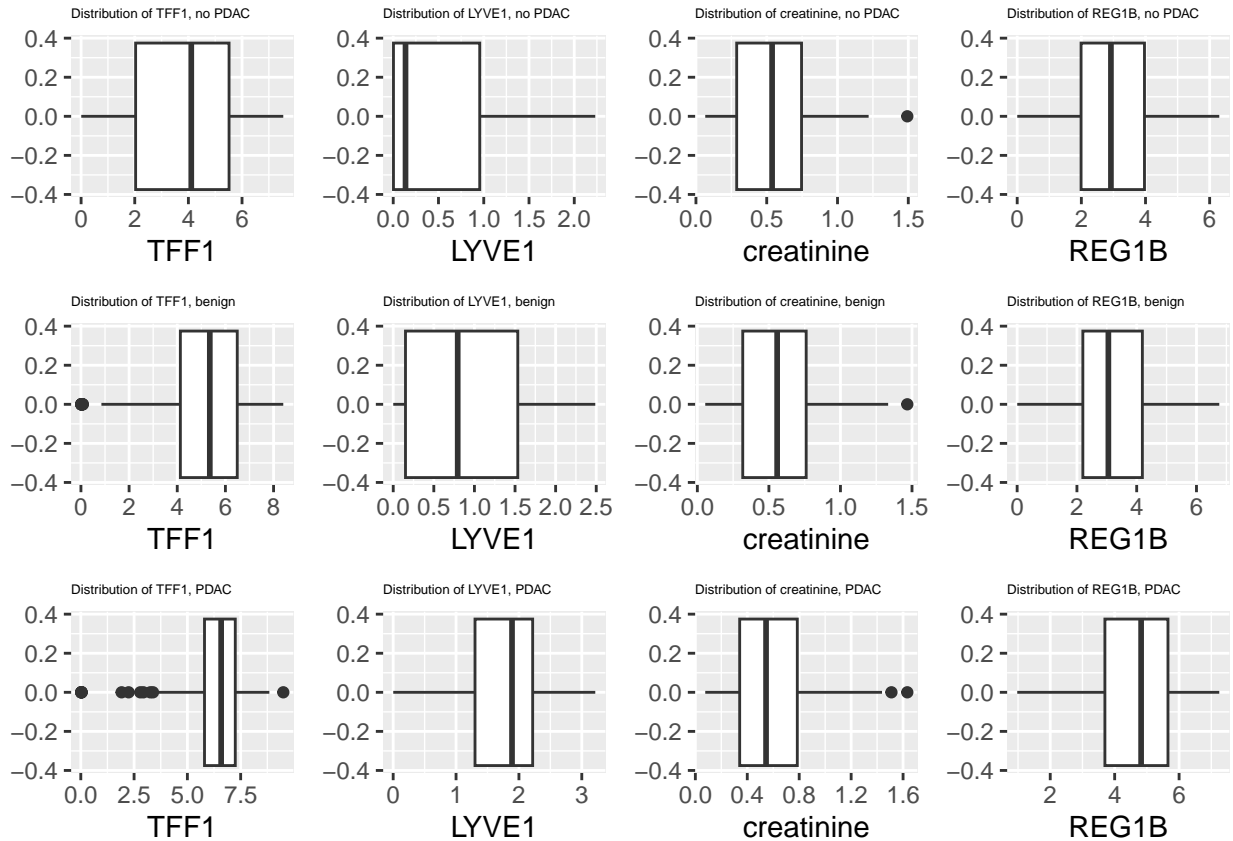 Distribution of TFF1, no PDAC
0.4
0.2
0.0
−0.2
−0.4
0 2 4 6
TFF1
Distribution of LYVE1, no PDAC
0.4
0.2
0.0
−0.2
−0.4
0.0 0.5 1.0 1.5 2.0
LYVE1
Distribution of creatinine, no PDAC
0.4
0.2
0.0
−0.2
−0.4
0.0 0.5 1.0 1.5
creatinine
Distribution of REG1B, no PDAC
0.4
0.2
0.0
−0.2
−0.4
0 2 4 6
REG1B
Distribution of TFF1, benign
0.4
0.2
0.0
−0.2
−0.4
0 2 4 6 8
TFF1
Distribution of LYVE1, benign
0.4
0.2
0.0
−0.2
−0.4
0.0 0.5 1.0 1.5 2.0 2.5
LYVE1
Distribution of creatinine, benign
0.4
0.2
0.0
−0.2
−0.4
0.0 0.5 1.0 1.5
creatinine
Distribution of REG1B, benign
0.4
0.2
0.0
−0.2
−0.4
0 2 4 6
REG1B
Distribution of TFF1, PDAC
0.4
0.2
0.0
−0.2
−0.4
0.0 2.5 5.0 7.5
TFF1
Distribution of LYVE1, PDAC
0.4
0.2
0.0
−0.2
−0.4
0 1 2 3
LYVE1
Distribution of creatinine, PDAC
0.4
0.2
0.0
−0.2
−0.4
0.0 0.4 0.8 1.2 1.6
creatinine
Distribution of REG1B, PDAC
0.4
0.2
0.0
−0.2
−0.4
2 4 6
REG1B